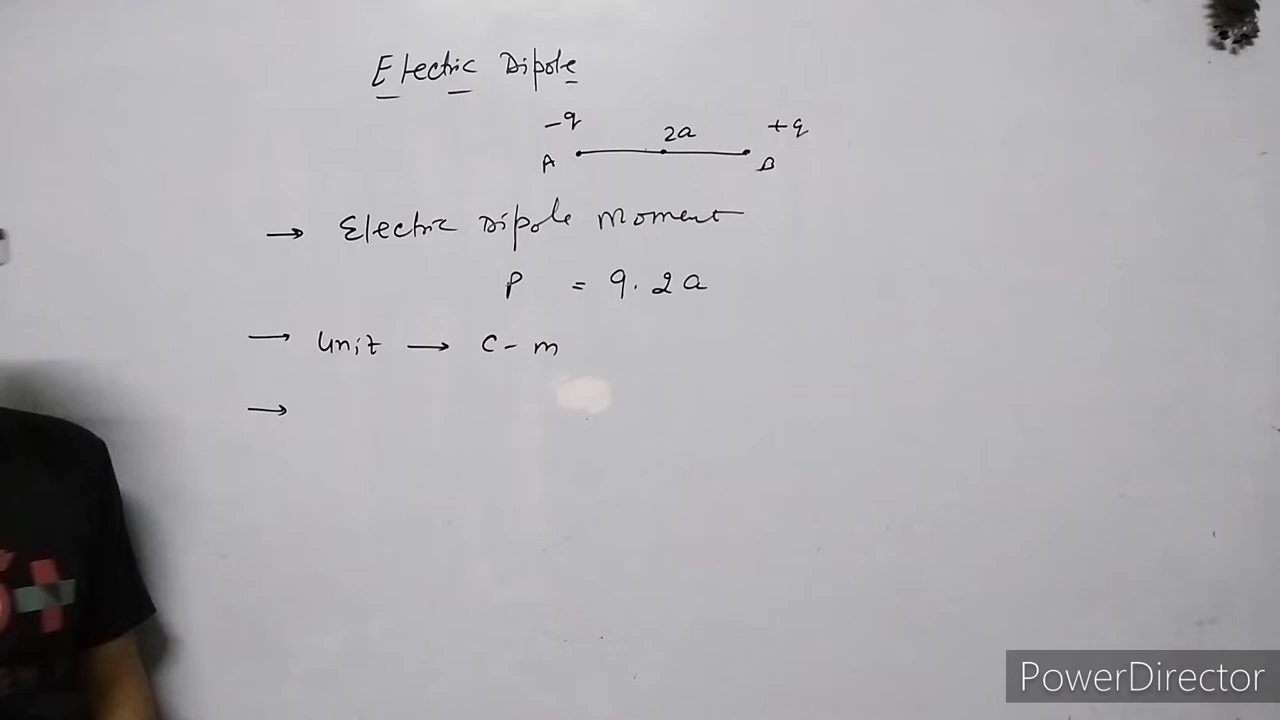 Electric Dipole
-q 2a +q
A B
→ Electric Dipole Moment
P = q.2a
→ Unit → C-m
→
PowerDirector